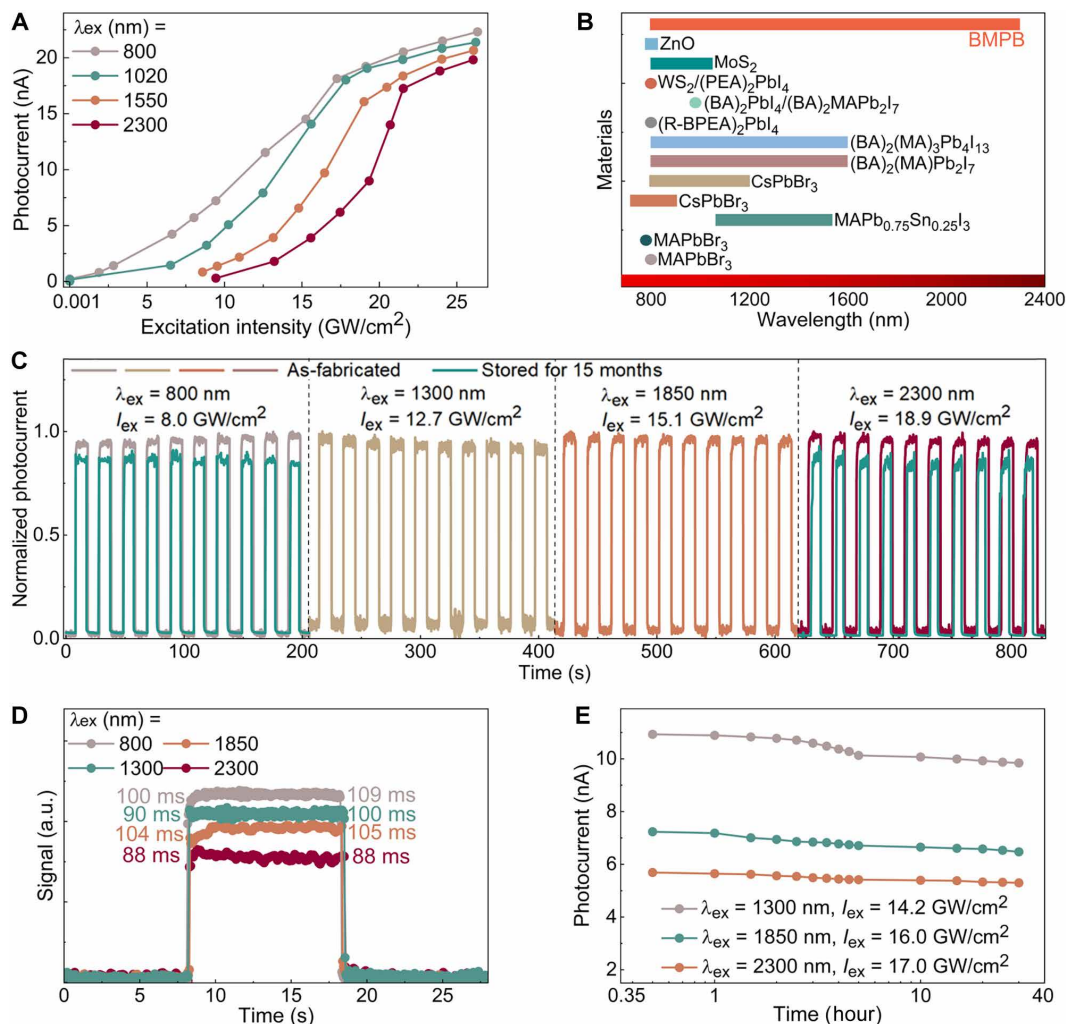 A
λex (nm) =
800
1020
1550
2300
Photocurrent (nA)
20
15
10
5
0
0.001 5 10 15 20 25
Excitation intensity (GW/cm²)
B
BMPB
ZnO
MoS₂
WS₂/(PEA)₂PbI₄
(BA)₂PbI₄/(BA)₂MAPb₂I₇
(R-BPEA)₂PbI₄
(BA)₂(MA)₃Pb₄I₁₃
(BA)₂(MA)Pb₂I₇
CsPbBr₃
CsPbBr₃
MAPb₀.₇₅Sn₀.₂₅I₃
MAPbBr₃
MAPbBr₃
Materials
800 1200 1600 2000 2400
Wavelength (nm)
C
As-fabricated Stored for 15 months
λex = 800 nm
Iex = 8.0 GW/cm²
λex = 1300 nm
Iex = 12.7 GW/cm²
λex = 1850 nm
Iex = 15.1 GW/cm²
λex = 2300 nm
Iex = 18.9 GW/cm²
Normalized photocurrent
1.0
0.5
0.0
0 100 200 300 400 500 600 700 800
Time (s)
D
λex (nm) =
800 1850
1300 2300
100 ms 109 ms
90 ms 100 ms
104 ms 105 ms
88 ms 88 ms
Signal (a.u.)
0 5 10 15 20 25
Time (s)
E
Photocurrent (nA)
10
8
6
4
2
λex = 1300 nm, Iex = 14.2 GW/cm²
λex = 1850 nm, Iex = 16.0 GW/cm²
λex = 2300 nm, Iex = 17.0 GW/cm²
0.35 1 10 40
Time (hour)